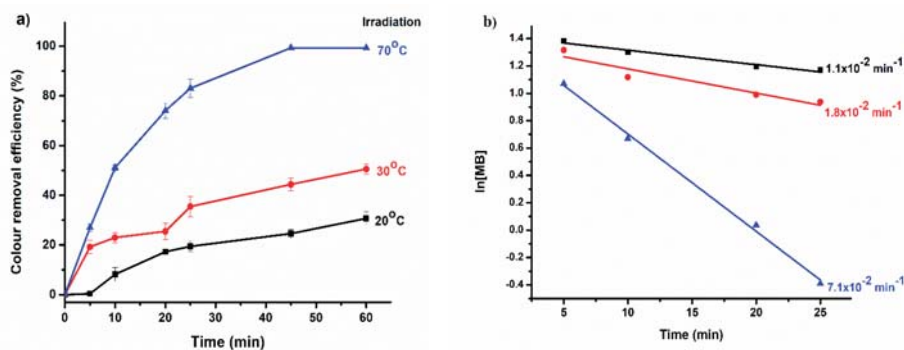 a)
Irradiation
70°C
30°C
20°C
Colour removal efficiency (%)
100
80
60
40
20
0
0 10 20 30 40 50 60
Time (min)
b)
1.1x10⁻² min⁻¹
1.8x10⁻² min⁻¹
7.1x10⁻² min⁻¹
ln[MB]
1.4
1.2
1.0
0.8
0.6
0.4
0.2
0.0
-0.2
-0.4
5 10 15 20 25
Time (min)